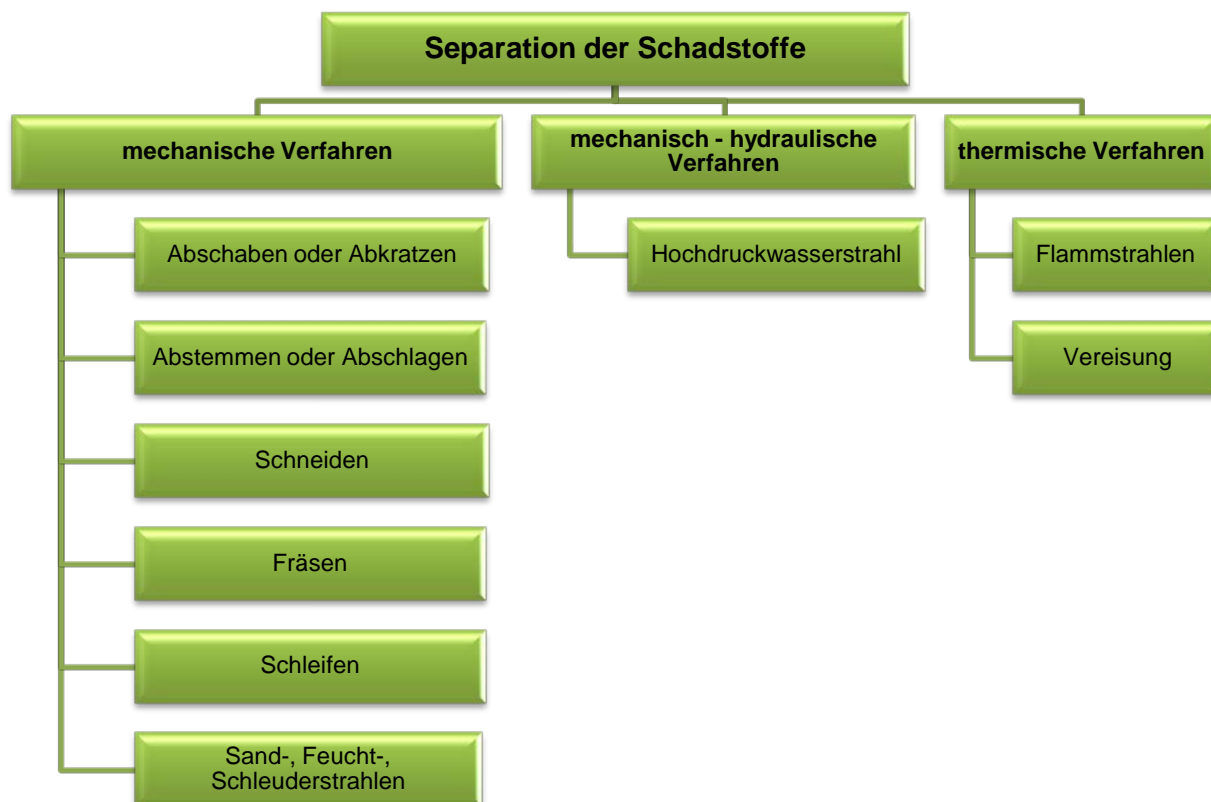 Separation der Schadstoffe
mechanische Verfahren
Abschaben oder Abkratzen
Abstemmen oder Abschlagen
Schneiden
Fräsen
Schleifen
Sand-, Feucht-,
Schleuderstrahlen
mechanisch - hydraulische
Verfahren
Hochdruckwasserstrahl
thermische Verfahren
Flammstrahlen
Vereisung